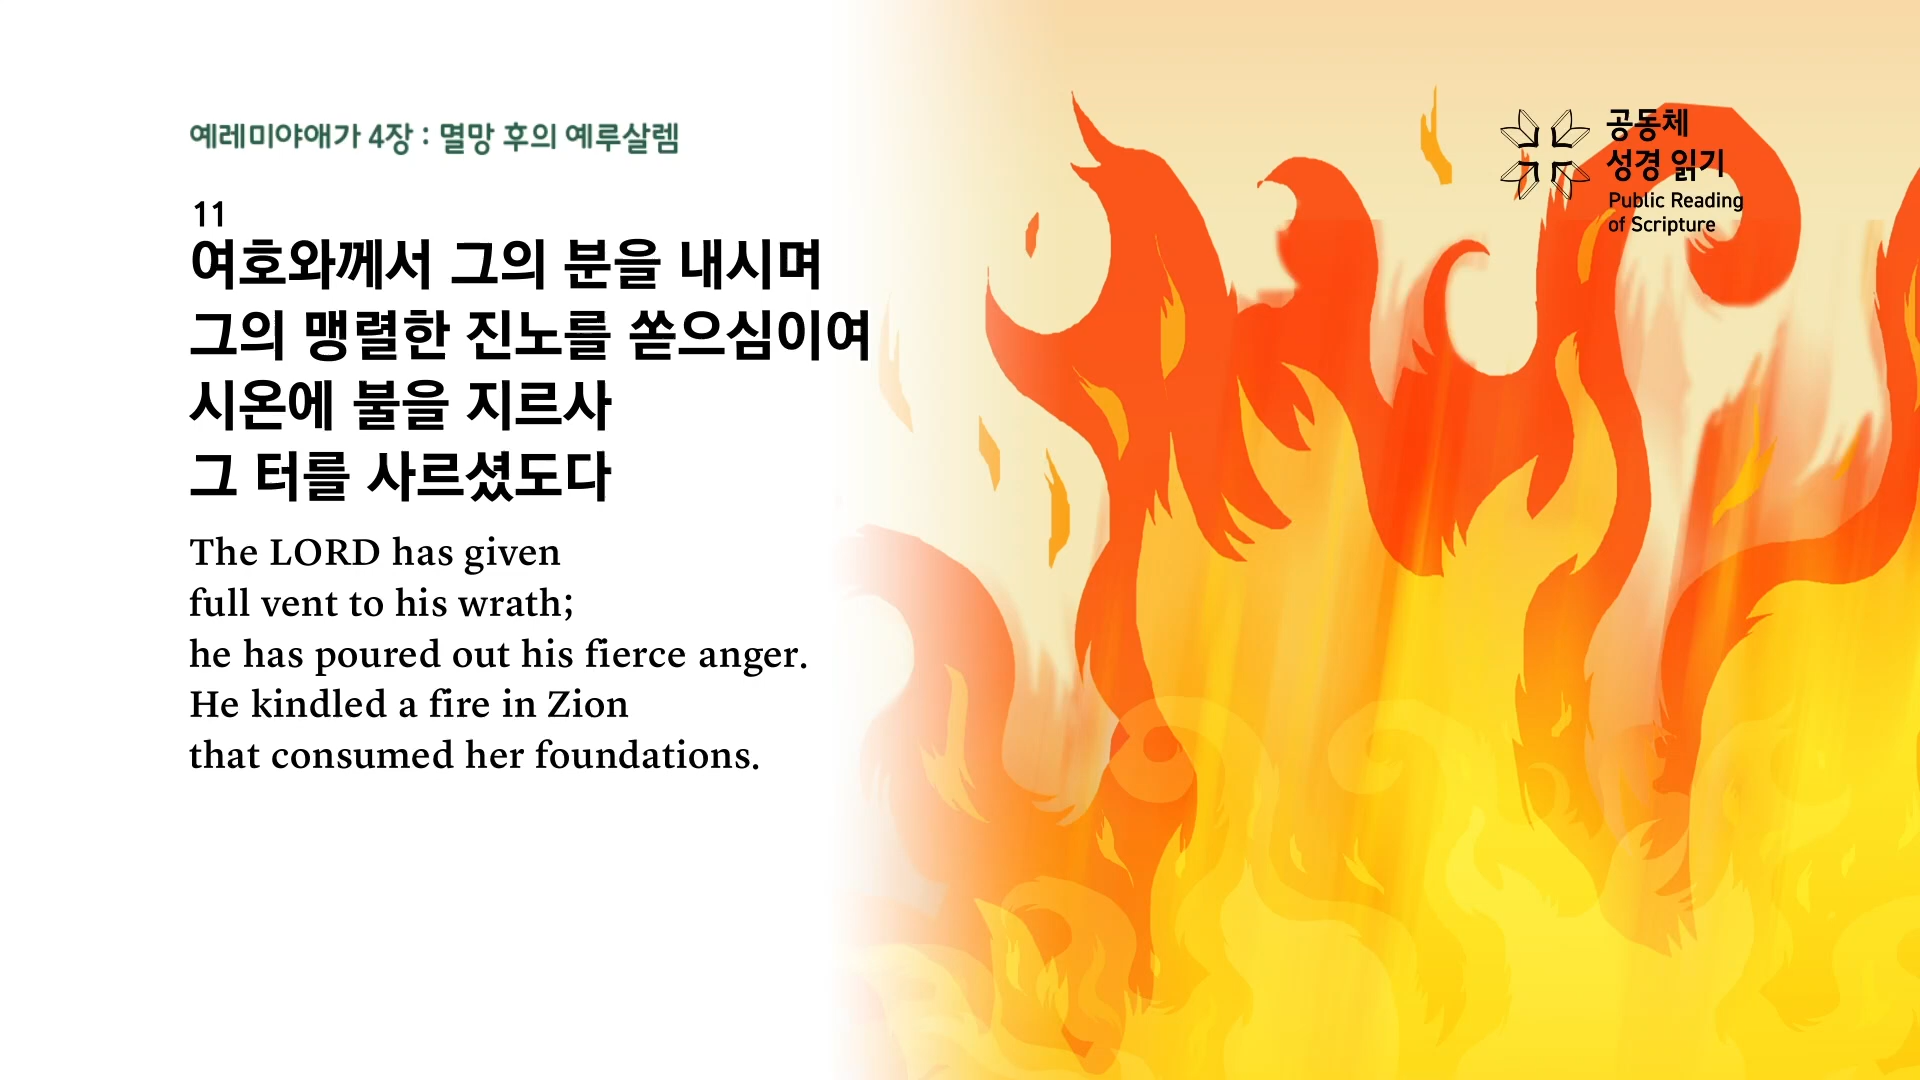 예레미야애가 4장 : 멸망 후의 예루살렘
11
여호와께서 그의 분을 내시며
그의 맹렬한 진노를 쏟으심이여
시온에 불을 지르사
그 터를 사르셨도다
The LORD has given
full vent to his wrath;
he has poured out his fierce anger.
He kindled a fire in Zion
that consumed her foundations.
공동체
성경 읽기
Public Reading
of Scripture